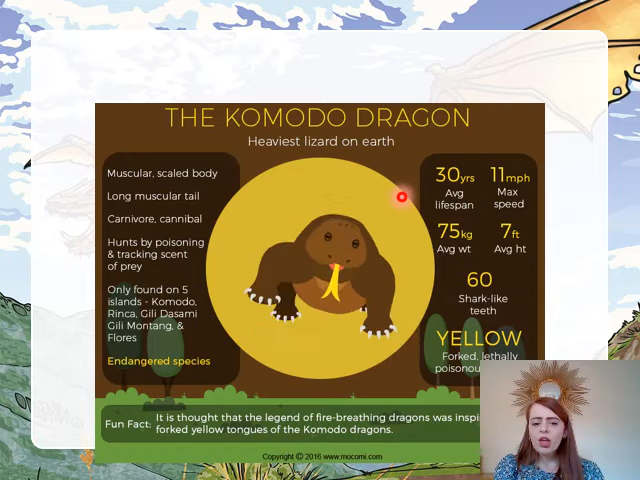 THE KOMODO DRAGON
Heaviest lizard on earth
Muscular, scaled body
Long muscular tail
Carnivore, cannibal
Hunts by poisoning
& tracking scent
of prey
Only found on 5
islands - Komodo,
Rinca, Gili Dasami
Gili Montang, &
Flores
Endangered species
30yrs
Avg
lifespan
11mph
Max
speed
75kg
Avg wt
7ft
Avg ht
60
Shark-like
teeth
YELLOW
Forked, lethally
Fun Fact:
It is thought that the legend of fire-breathing dragons was
forked yellow tongues of the Komodo dragons.
Copyright © 2016 www.mocomi.com